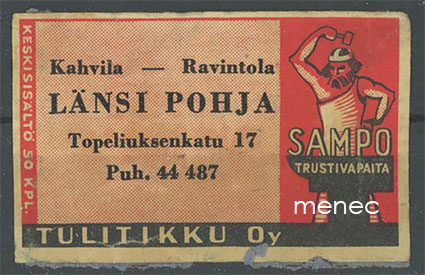 KESKISISÄLTÖ 50 KPL.
Kahvila — Ravintola
LÄNSI POHJA
Topeliuksenkatu 17
Puh. 44 487
SAMPO
TRUSTIVAPAITA
menec
TULITIKKU Oy